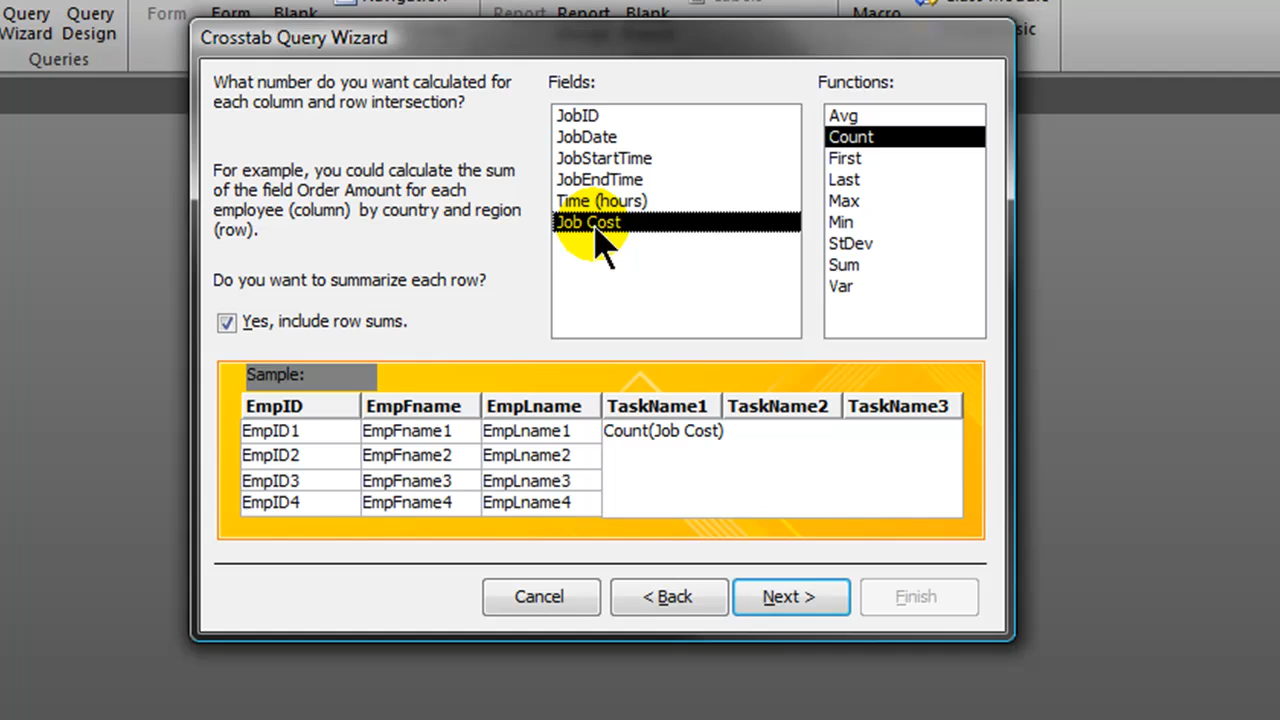 Query Query Form Form Blank Report Report Blank Macro
Wizard Design
Queries
Crosstab Query Wizard
What number do you want calculated for
each column and row intersection?
For example, you could calculate the sum
of the field Order Amount for each
employee (column) by country and region
(row).
Do you want to summarize each row?
Yes, include row sums.
Fields:
JobID
JobDate
JobStartTime
JobEndTime
Time (hours)
Job Cost
Functions:
Avg
Count
First
Last
Max
Min
StDev
Sum
Var
Sample:
EmpID EmpFname EmpLname TaskName1 TaskName2 TaskName3
EmpID1 EmpFname1 EmpLname1 Count(Job Cost)
EmpID2 EmpFname2 EmpLname2
EmpID3 EmpFname3 EmpLname3
EmpID4 EmpFname4 EmpLname4
Cancel < Back Next > Finish